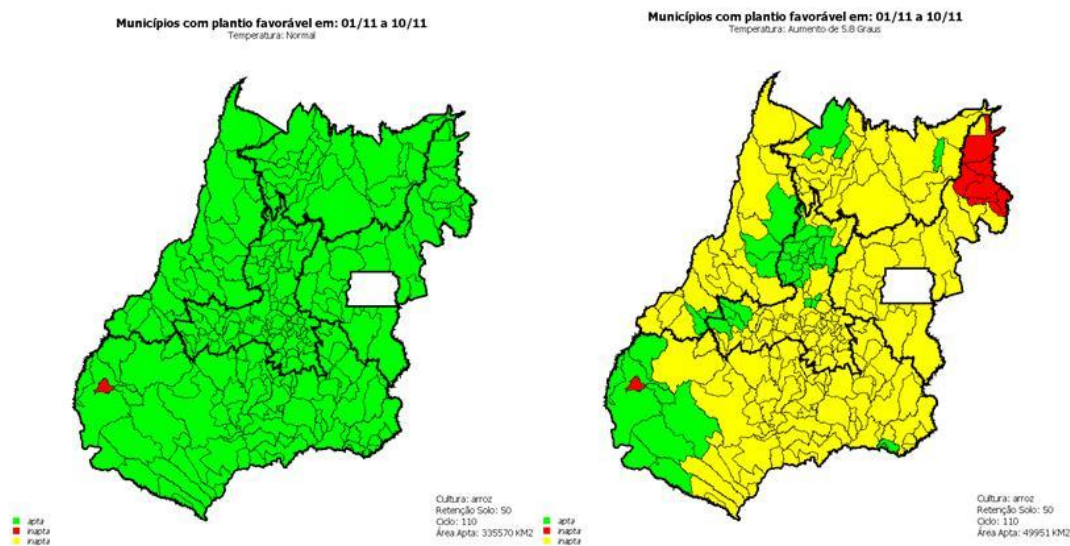 Municípios com plantio favorável em: 01/11 a 10/11
Temperatura: Normal
apta
inapta
inapta
Cultura: arroz
Retenção Solo: 50
Ciclo: 110
Área Apta: 335570 KM2
Municípios com plantio favorável em: 01/11 a 10/11
Temperatura: Aumento de 5.8 Graus
apta
inapta
inapta
Cultura: arroz
Retenção Solo: 50
Ciclo: 110
Área Apta: 49951 KM2